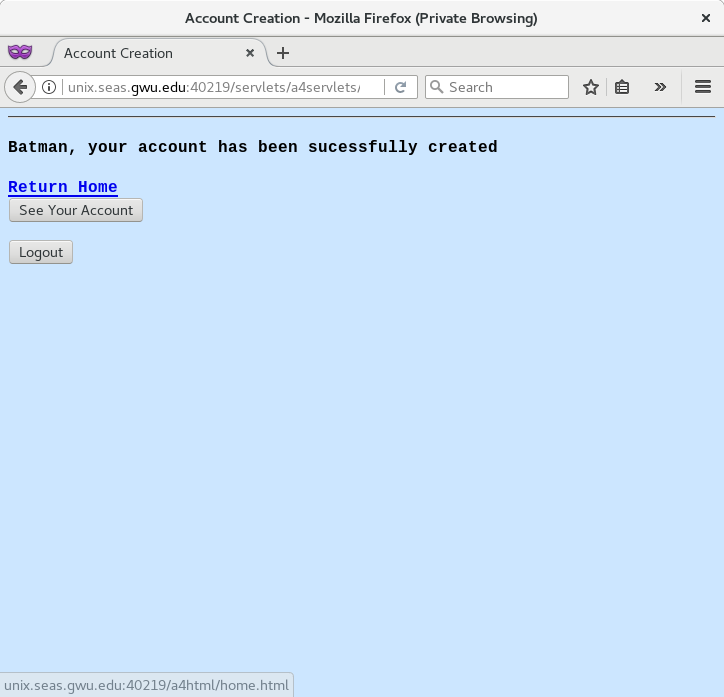 Account Creation - Mozilla Firefox (Private Browsing)
Account Creation
unix.seas.gwu.edu:40219/servlets/a4servlets/
Search
Batman, your account has been sucessfully created
Return Home
See Your Account
Logout
unix.seas.gwu.edu:40219/a4html/home.html